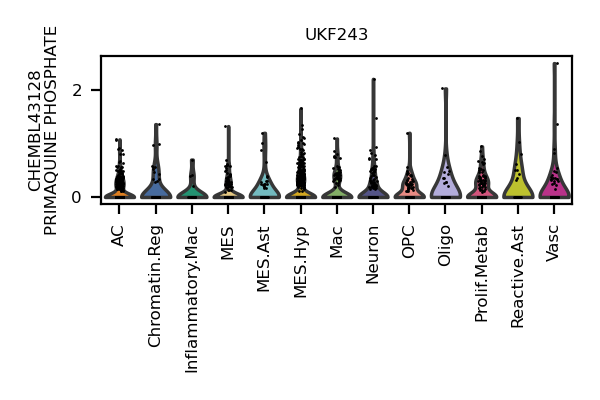 UKF243
CHEMBL43128
PRIMAQUINE PHOSPHATE
2
0
AC
Chromatin.Reg
Inflammatory.Mac
MES
MES.Ast
MES.Hyp
Mac
Neuron
OPC
Oligo
Prolif.Metab
Reactive.Ast
Vasc